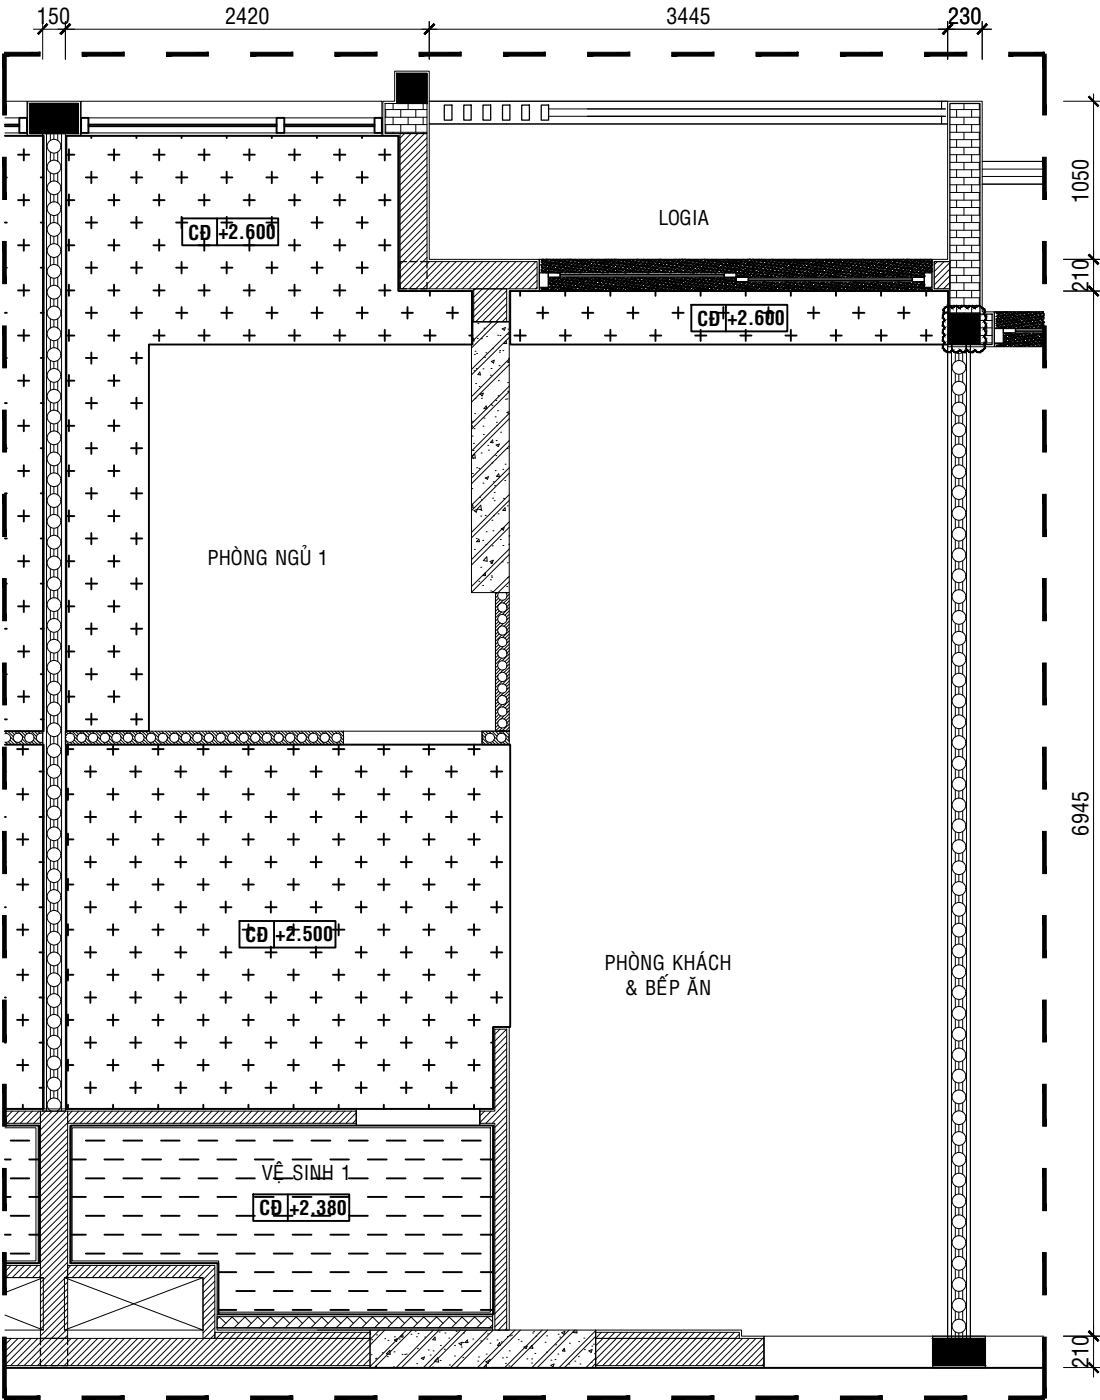 150 2420 3445 230
1050
LOGIA
CĐ +2.600
210
CĐ +2.600
PHÒNG NGỦ 1
6945
CĐ +2.500
PHÒNG KHÁCH
& BẾP ĂN
VỆ SINH 1
CĐ +2.380
210